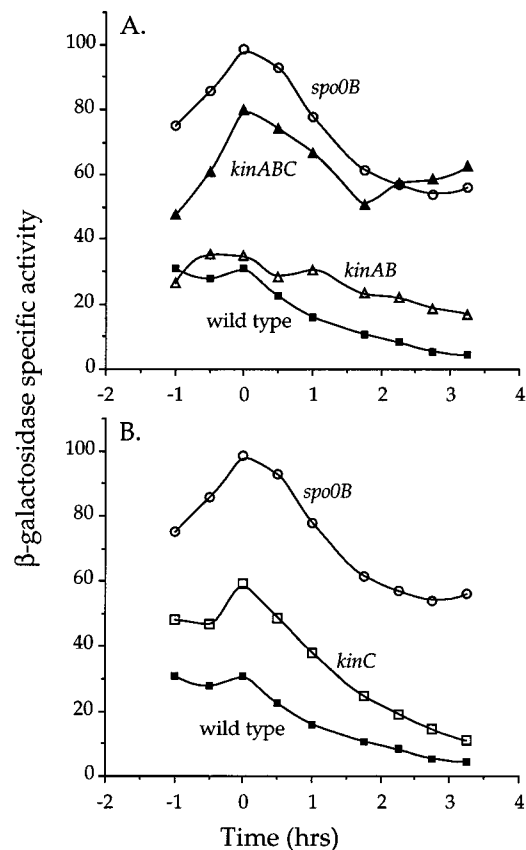 A.
100
80
60
40
20
0
-2
-1
0
1
2
3
4
spo0B
kinABC
kinAB
wild type
β-galactosidase specific activity
B.
100
80
60
40
20
0
-2
-1
0
1
2
3
4
spo0B
kinC
wild type
Time (hrs)